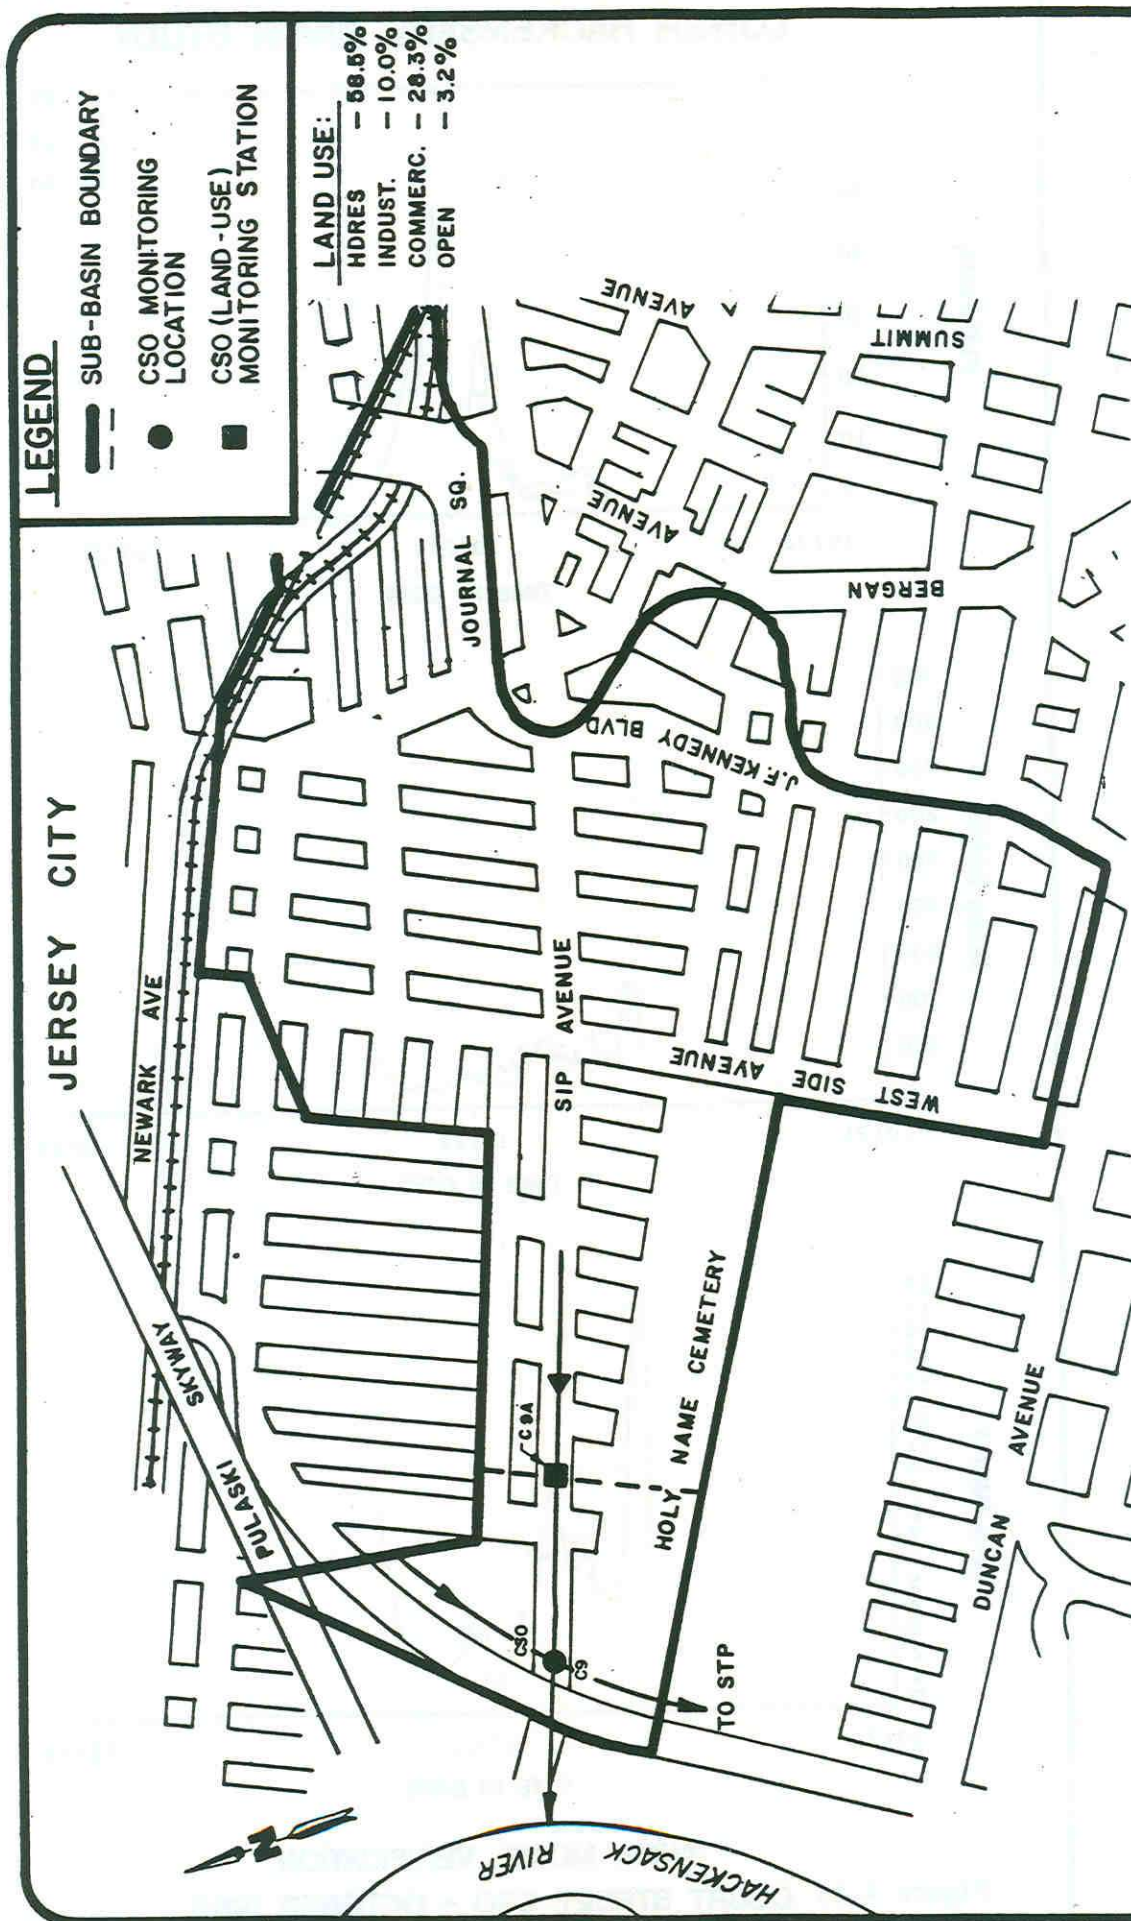 LEGEND
SUB-BASIN BOUNDARY
CSO MONITORING
LOCATION
CSO (LAND-USE)
MONITORING STATION
LAND USE:
HDRES - 58.5%
INDUST. - 10.0%
COMMERC. - 28.3%
OPEN - 3.2%
JERSEY CITY
NEWARK AVE
PULASKI SKYWAY
JOURNAL SQ.
SUMMIT AVENUE
BERGAN AVENUE
J.F. KENNEDY BLVD
SIP AVENUE
WEST SIDE AVENUE
HOLY NAME CEMETERY
DUNCAN AVENUE
C9A
CSO
C9
TO STP
HACKENSACK RIVER
N